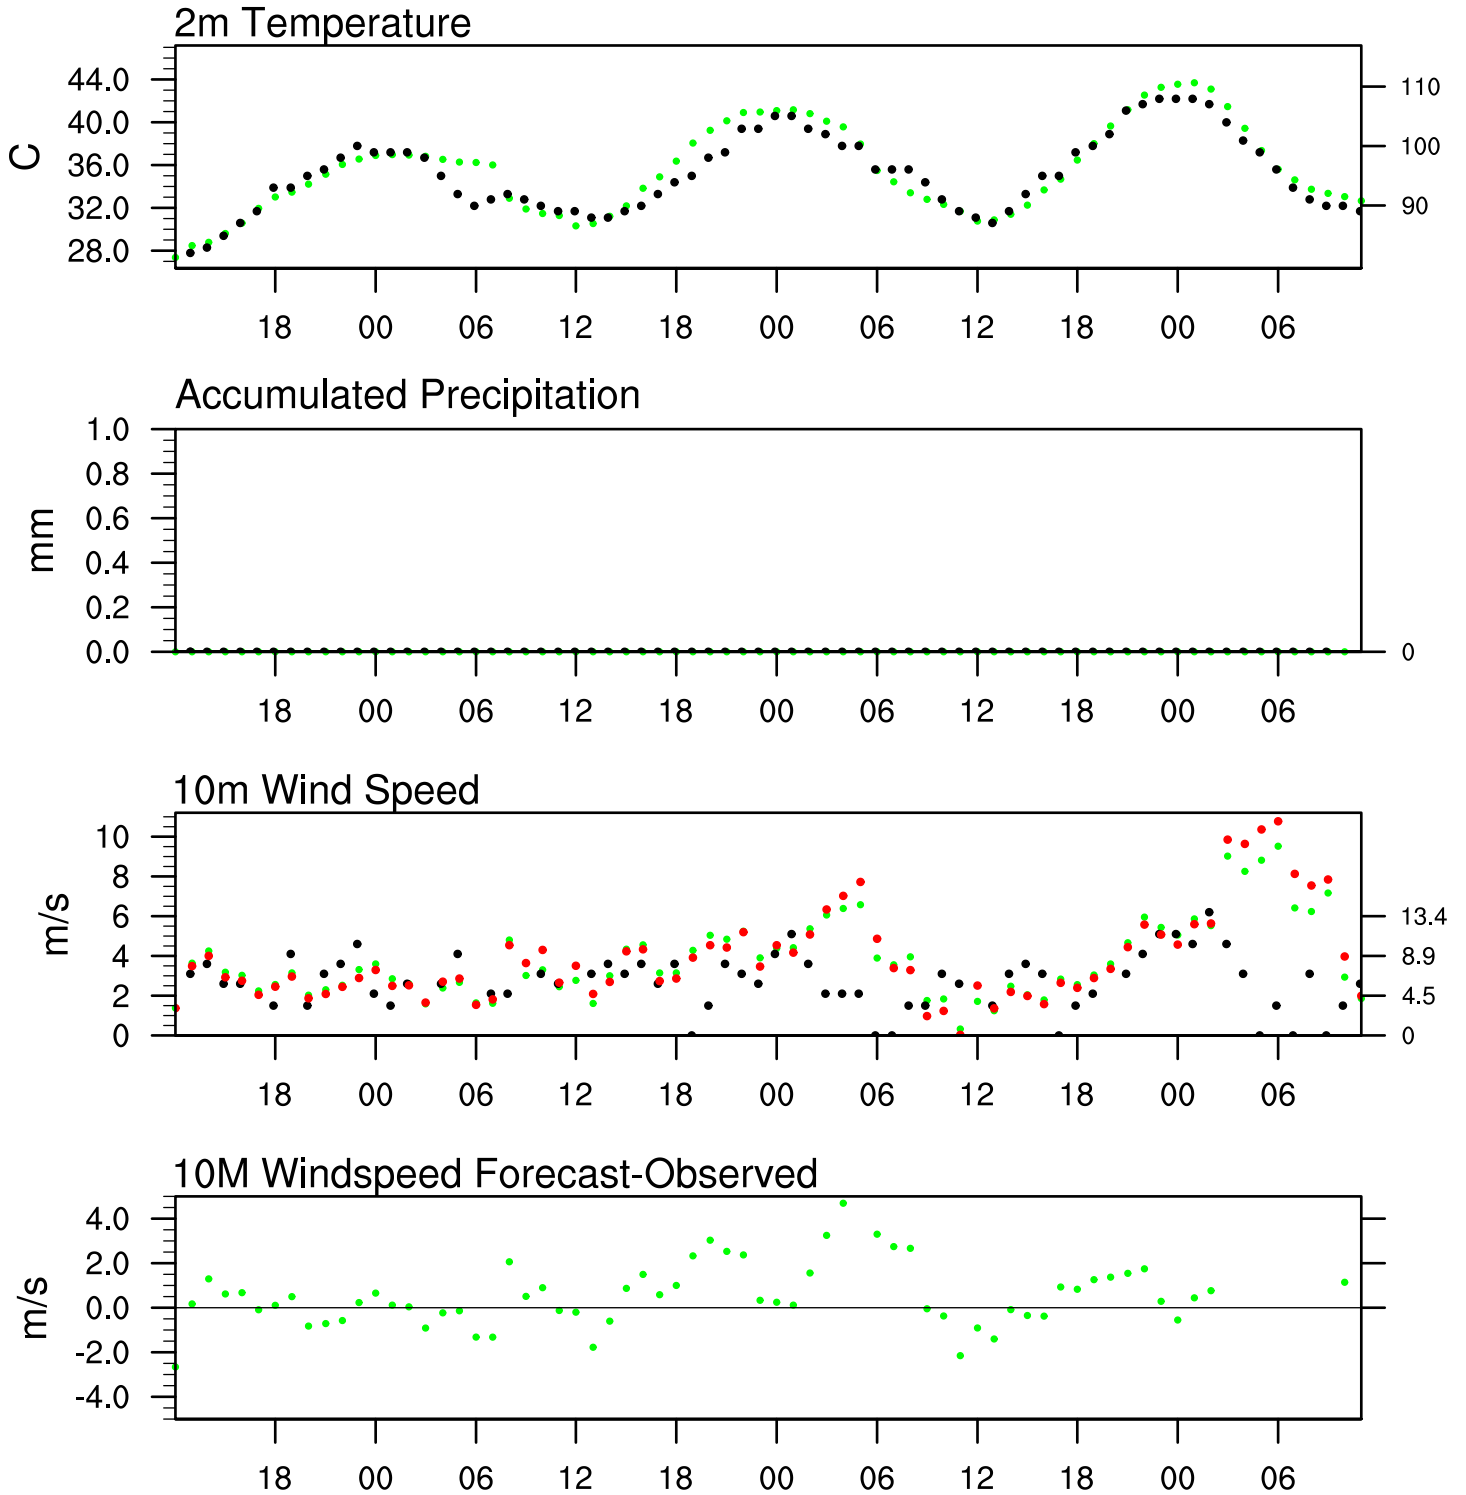 2m Temperature
44.0
40.0
36.0
32.0
28.0
C
110
100
90
18 00 06 12 18 00 06 12 18 00 06
Accumulated Precipitation
1.0
0.8
0.6
0.4
0.2
0.0
mm
0
18 00 06 12 18 00 06 12 18 00 06
10m Wind Speed
10
8
6
4
2
0
m/s
13.4
8.9
4.5
0
18 00 06 12 18 00 06 12 18 00 06
10M Windspeed Forecast-Observed
4.0
2.0
0.0
-2.0
-4.0
m/s
18 00 06 12 18 00 06 12 18 00 06